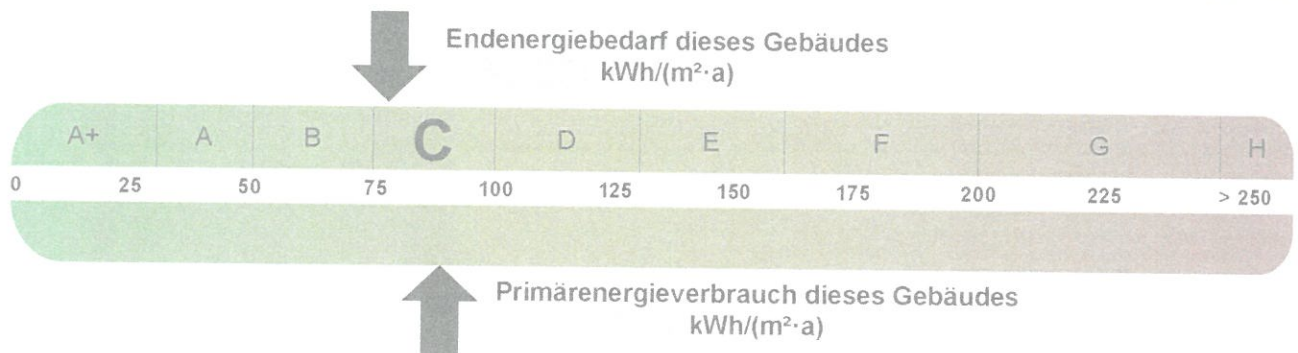 Endenergiebedarf dieses Gebäudes
kWh/(m²·a)
A+ A B C D E F G H
0 25 50 75 100 125 150 175 200 225 > 250
Primärenergieverbrauch dieses Gebäudes
kWh/(m²·a)